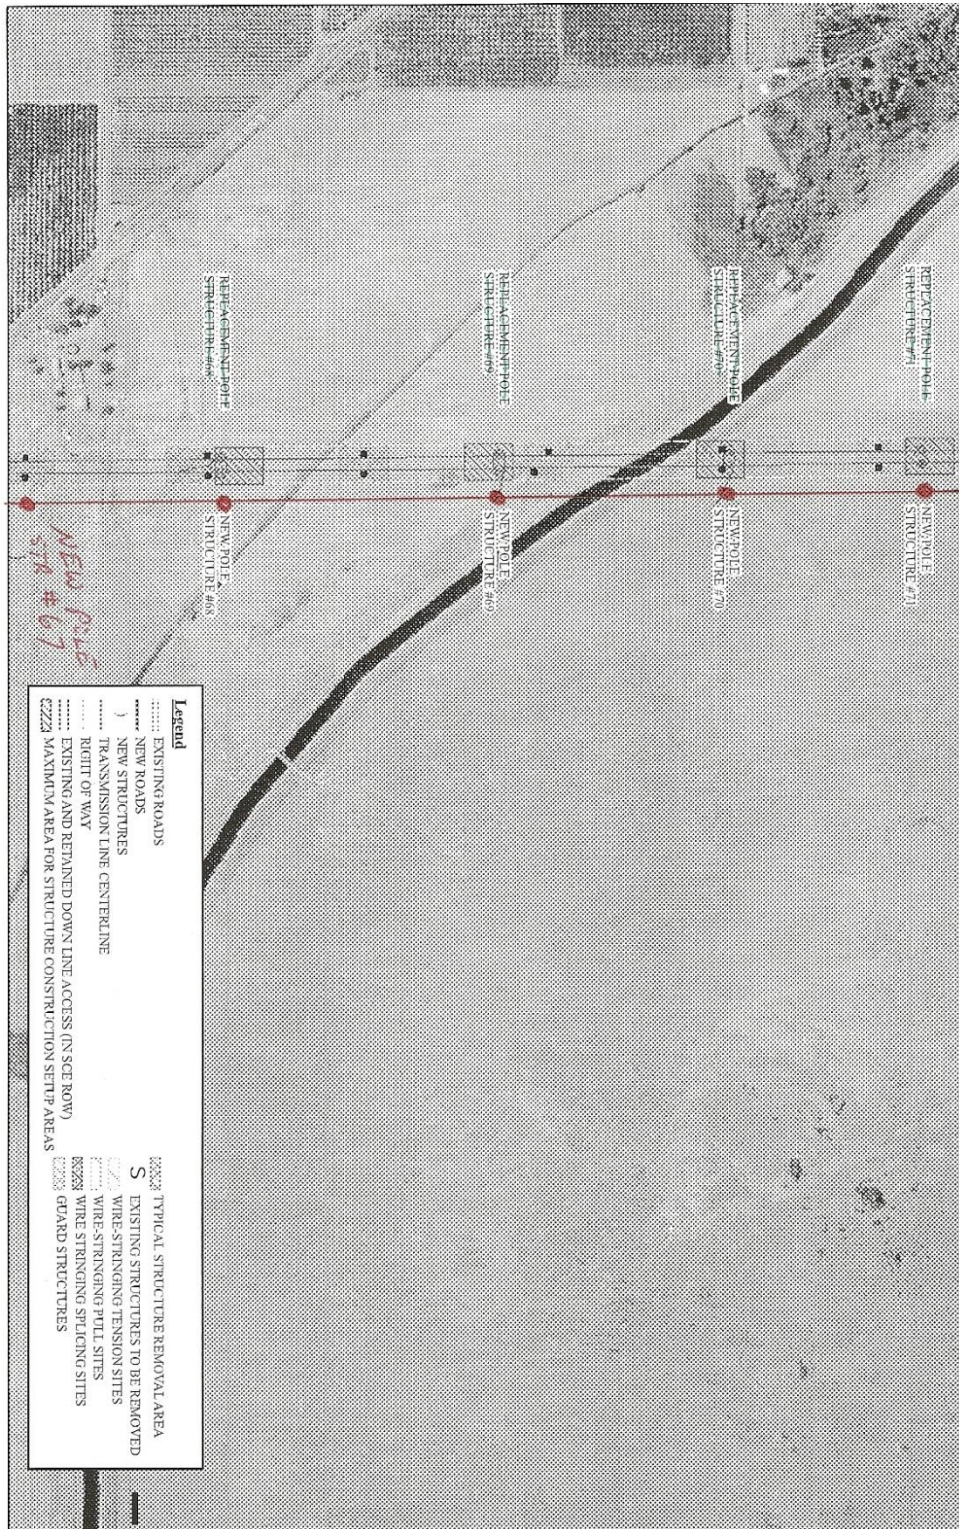 REPLACEMENT POLE
STRUCTURE #68
REPLACEMENT POLE
STRUCTURE #69
REPLACEMENT POLE
STRUCTURE #70
REPLACEMENT POLE
STRUCTURE #71
NEW POLE
STRUCTURE #68
NEW POLE
STRUCTURE #69
NEW POLE
STRUCTURE #70
NEW POLE
STRUCTURE #71
NEW POLE
STR #67
Legend
EXISTING ROADS
NEW ROADS
NEW STRUCTURES
TRANSMISSION LINE CENTERLINE
RIGHT OF WAY
EXISTING AND RETAINED DOWN LINE ACCESS (IN SCE ROW)
MAXIMUM AREA FOR STRUCTURE CONSTRUCTION SETUP AREAS
TYPICAL STRUCTURE REMOVAL AREA
S EXISTING STRUCTURES TO BE REMOVED
WIRE-STRINGING TENSION SITES
WIRE-STRINGING PULL SITES
WIRE STRINGING SPLICING SITES
GUARD STRUCTURES